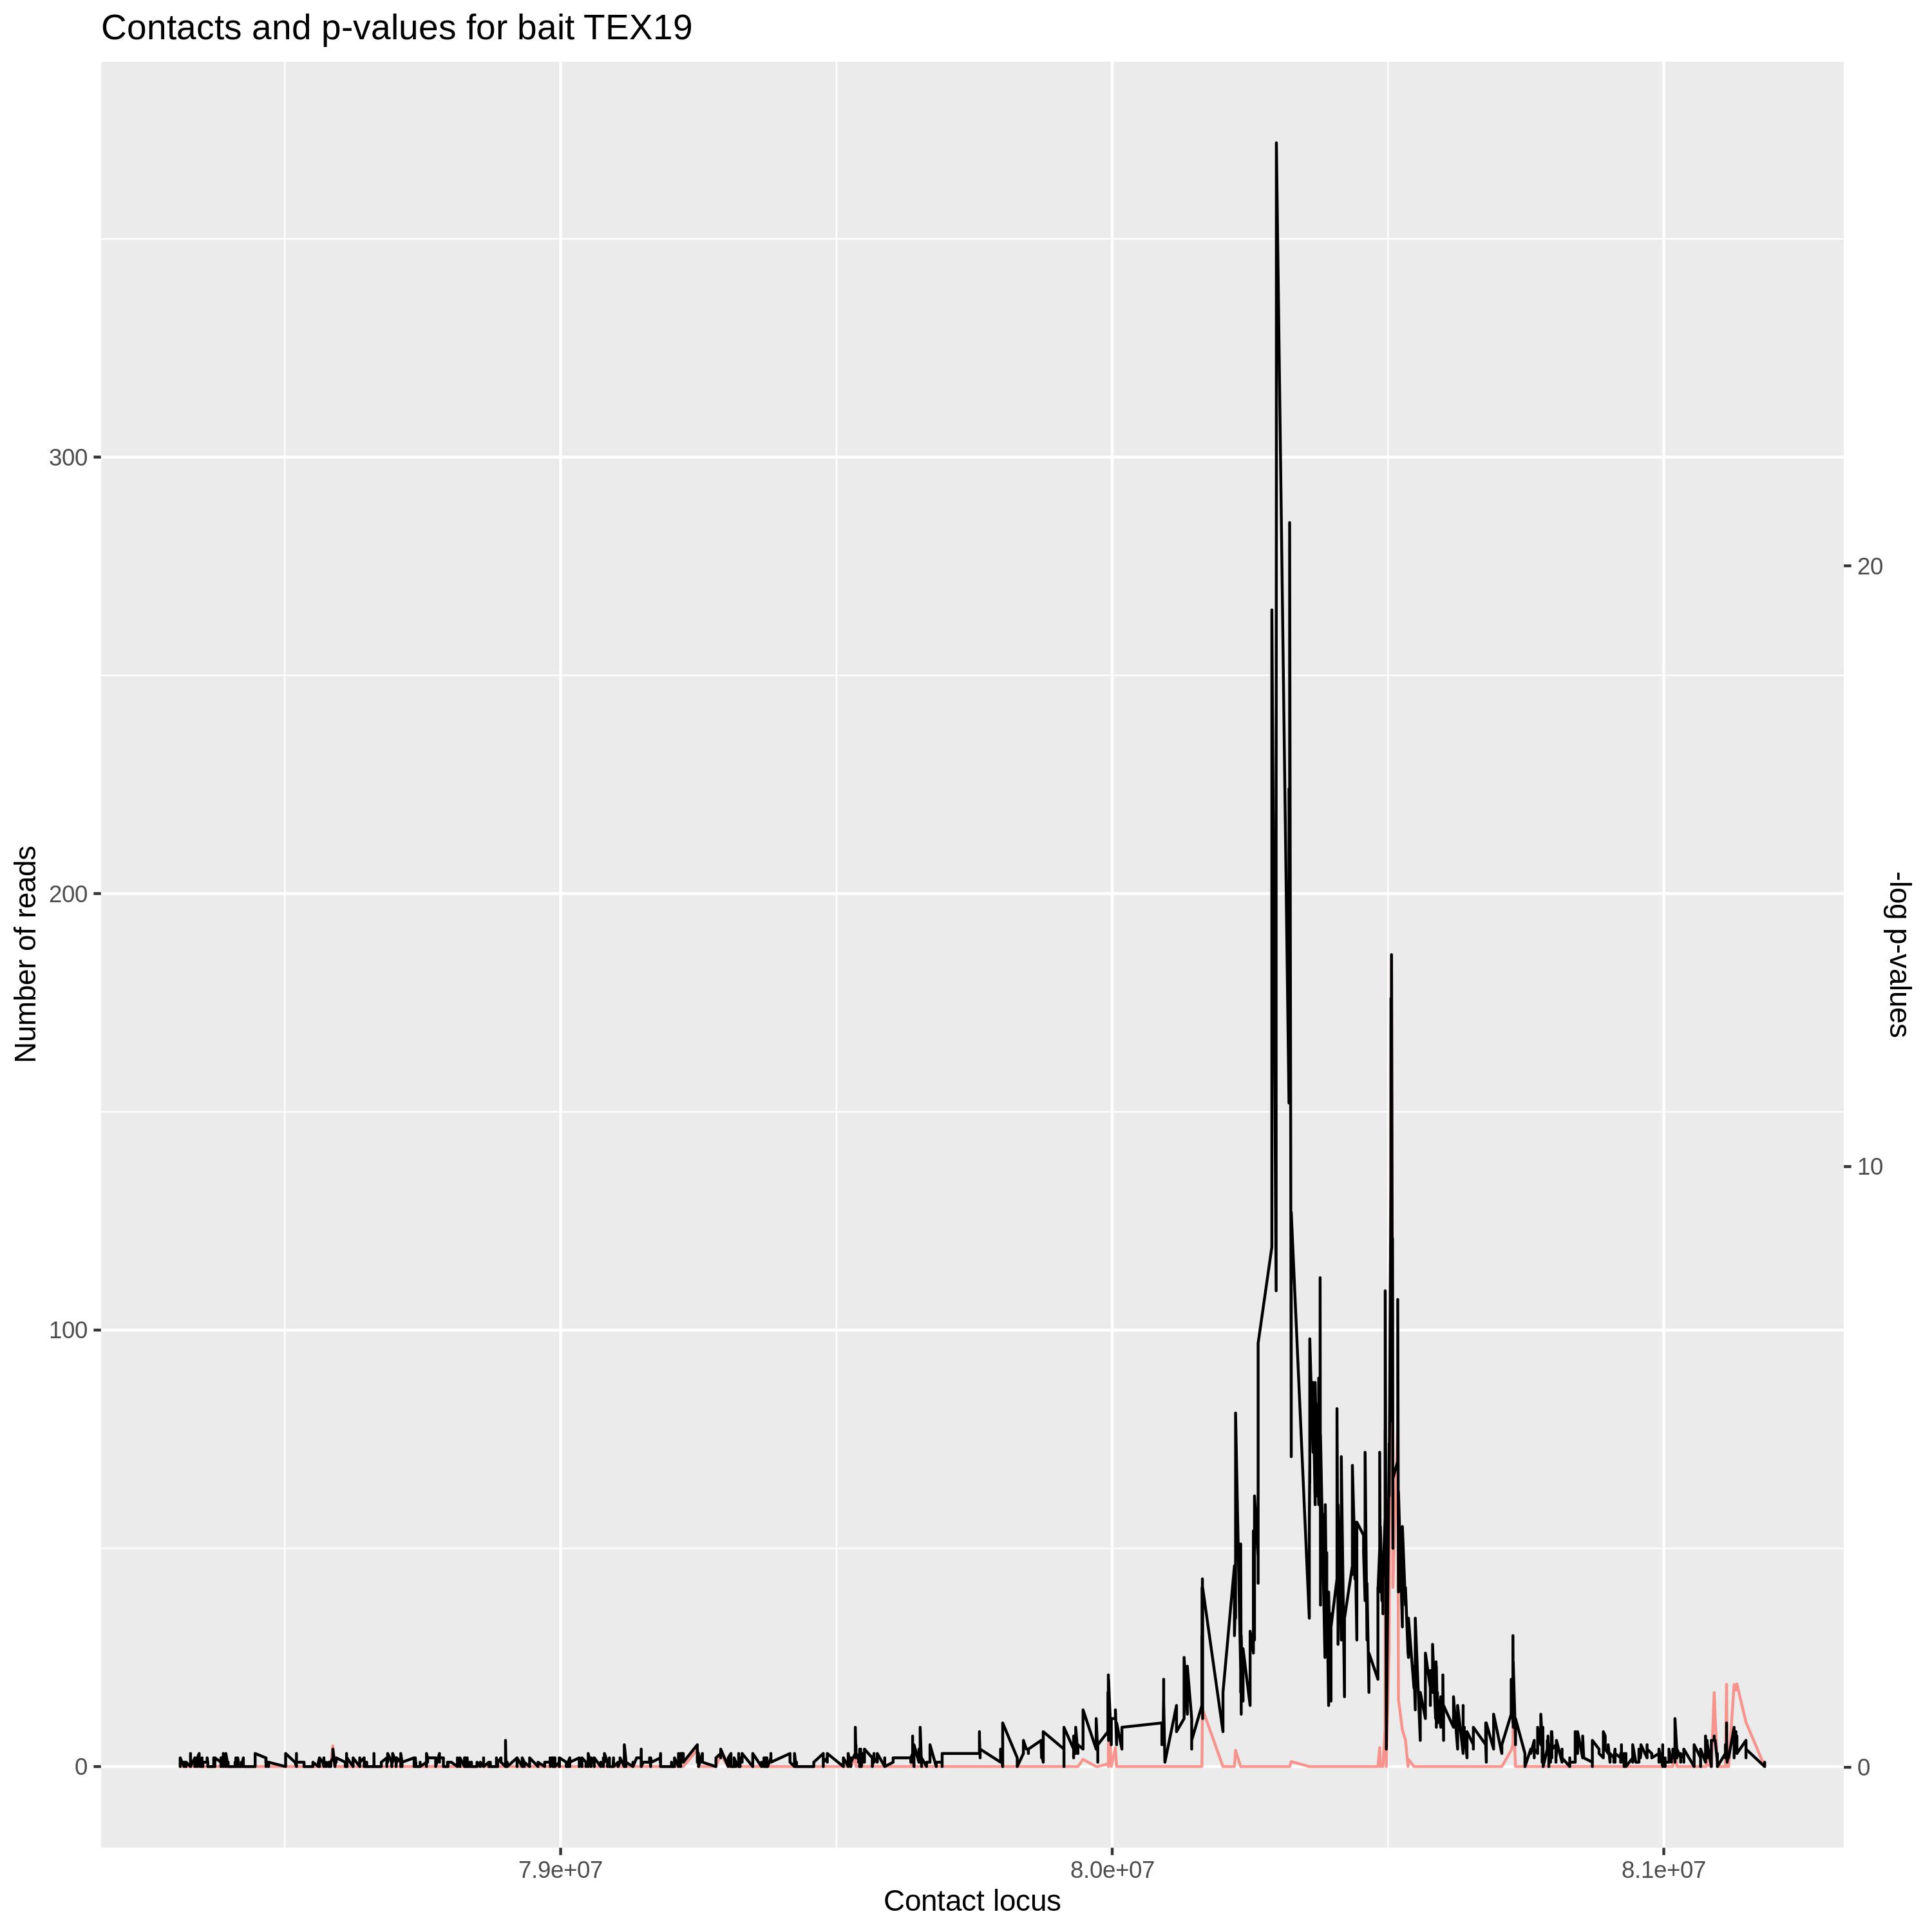 Contacts and p-values for bait TEX19
300
200
100
0
Number of reads
20
10
0
-log p-values
7.9e+07
8.0e+07
8.1e+07
Contact locus